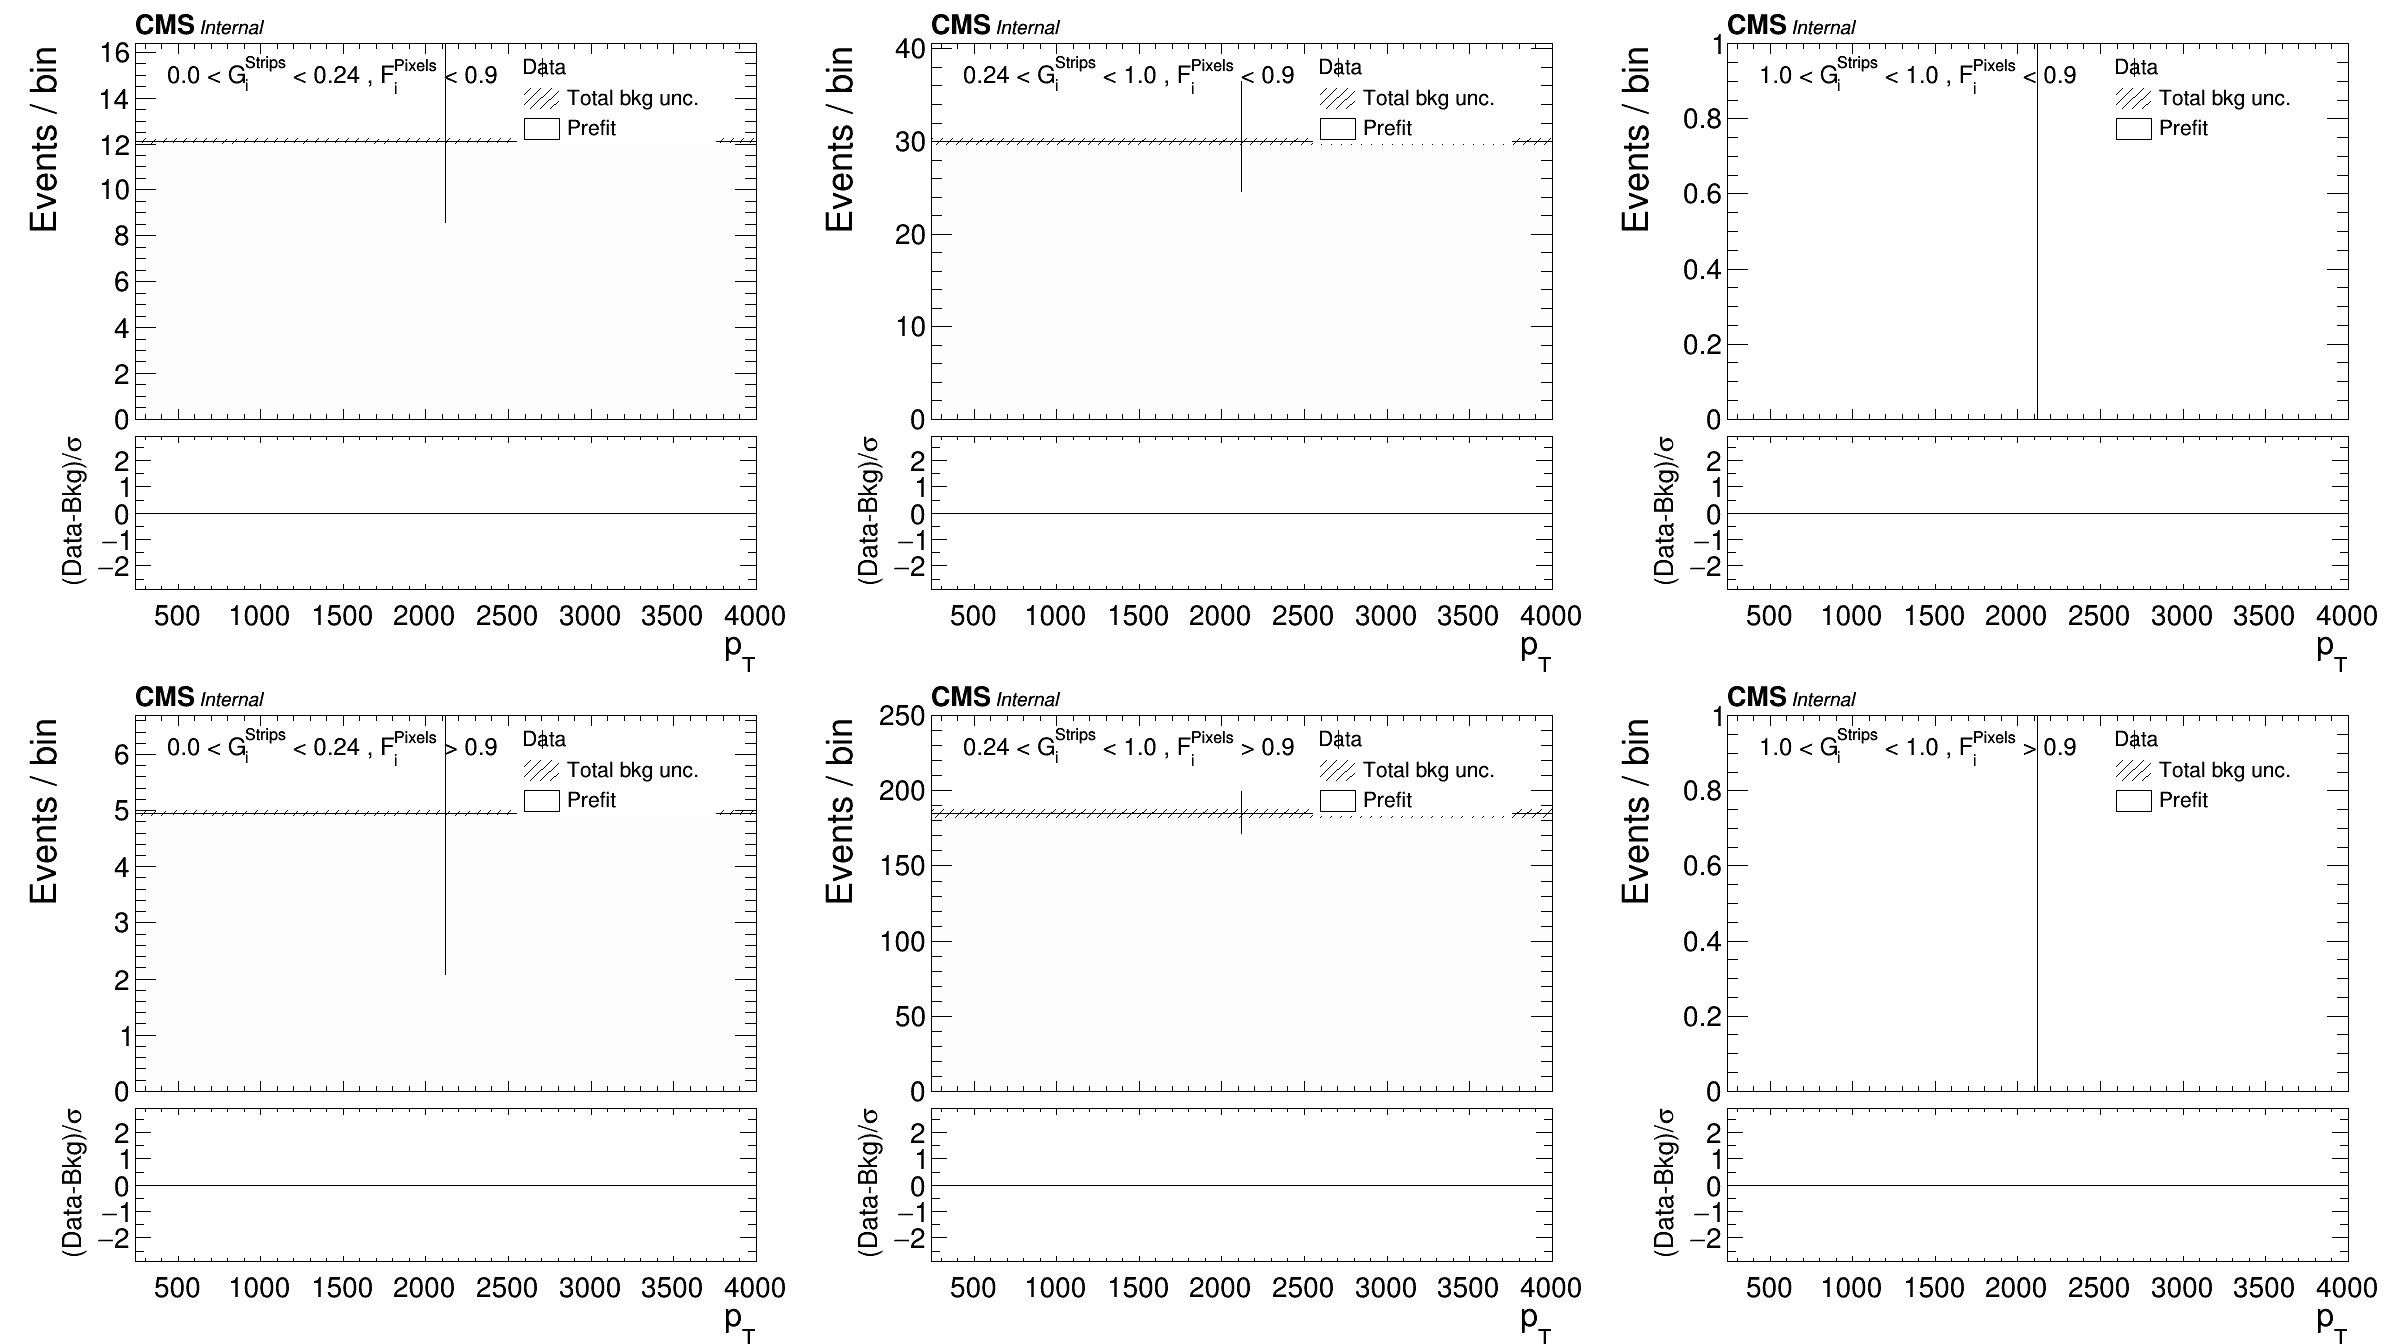 CMS Internal
Events / bin
16
14
12
10
8
6
4
2
0
0.0 < G_i^Strips < 0.24 , F_i^Pixels < 0.9
Data
Total bkg unc.
Prefit
(Data-Bkg)/σ
2
1
0
−1
−2
500 1000 1500 2000 2500 3000 3500 4000
p_T
CMS Internal
Events / bin
40
30
20
10
0
0.24 < G_i^Strips < 1.0 , F_i^Pixels < 0.9
Data
Total bkg unc.
Prefit
(Data-Bkg)/σ
2
1
0
−1
−2
500 1000 1500 2000 2500 3000 3500 4000
p_T
CMS Internal
Events / bin
1
0.8
0.6
0.4
0.2
0
1.0 < G_i^Strips < 1.0 , F_i^Pixels < 0.9
Data
Total bkg unc.
Prefit
(Data-Bkg)/σ
2
1
0
−1
−2
500 1000 1500 2000 2500 3000 3500 4000
p_T
CMS Internal
Events / bin
6
5
4
3
2
1
0
0.0 < G_i^Strips < 0.24 , F_i^Pixels > 0.9
Data
Total bkg unc.
Prefit
(Data-Bkg)/σ
2
1
0
−1
−2
500 1000 1500 2000 2500 3000 3500 4000
p_T
CMS Internal
Events / bin
250
200
150
100
50
0
0.24 < G_i^Strips < 1.0 , F_i^Pixels > 0.9
Data
Total bkg unc.
Prefit
(Data-Bkg)/σ
2
1
0
−1
−2
500 1000 1500 2000 2500 3000 3500 4000
p_T
CMS Internal
Events / bin
1
0.8
0.6
0.4
0.2
0
1.0 < G_i^Strips < 1.0 , F_i^Pixels > 0.9
Data
Total bkg unc.
Prefit
(Data-Bkg)/σ
2
1
0
−1
−2
500 1000 1500 2000 2500 3000 3500 4000
p_T